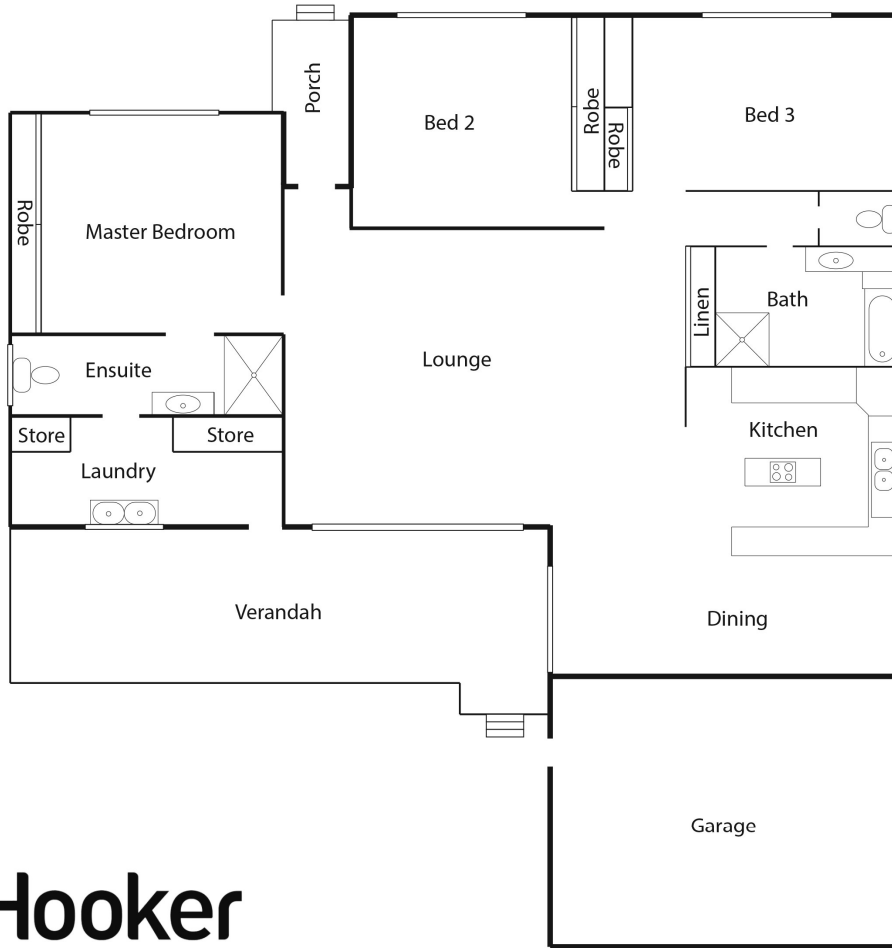 Porch
Bed 2
Robe
Robe
Bed 3
Robe
Master Bedroom
Linen
Bath
Ensuite
Lounge
Store
Store
Kitchen
Laundry
Verandah
Dining
Garage
Hooker